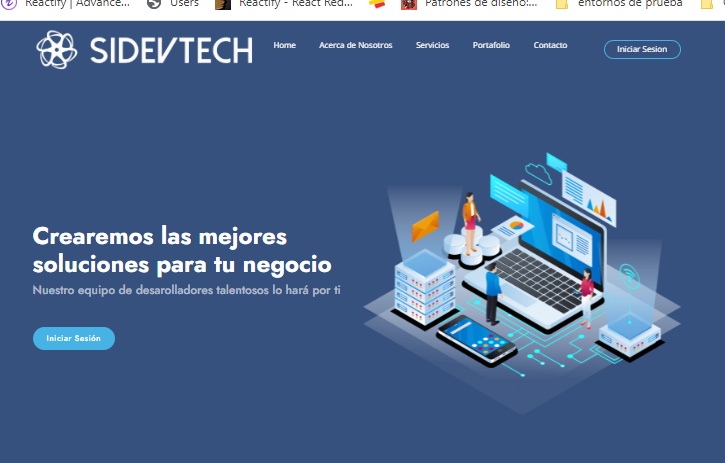 Reactify | Advance...
Users
Reactify - React Red...
Patrones de diseño:...
entornos de prueba
SIDEVTECH
Home
Acerca de Nosotros
Servicios
Portafolio
Contacto
Iniciar Sesion
Crearemos las mejores
soluciones para tu negocio
Nuestro equipo de desarolladores talentosos lo hará por ti
Iniciar Sesión